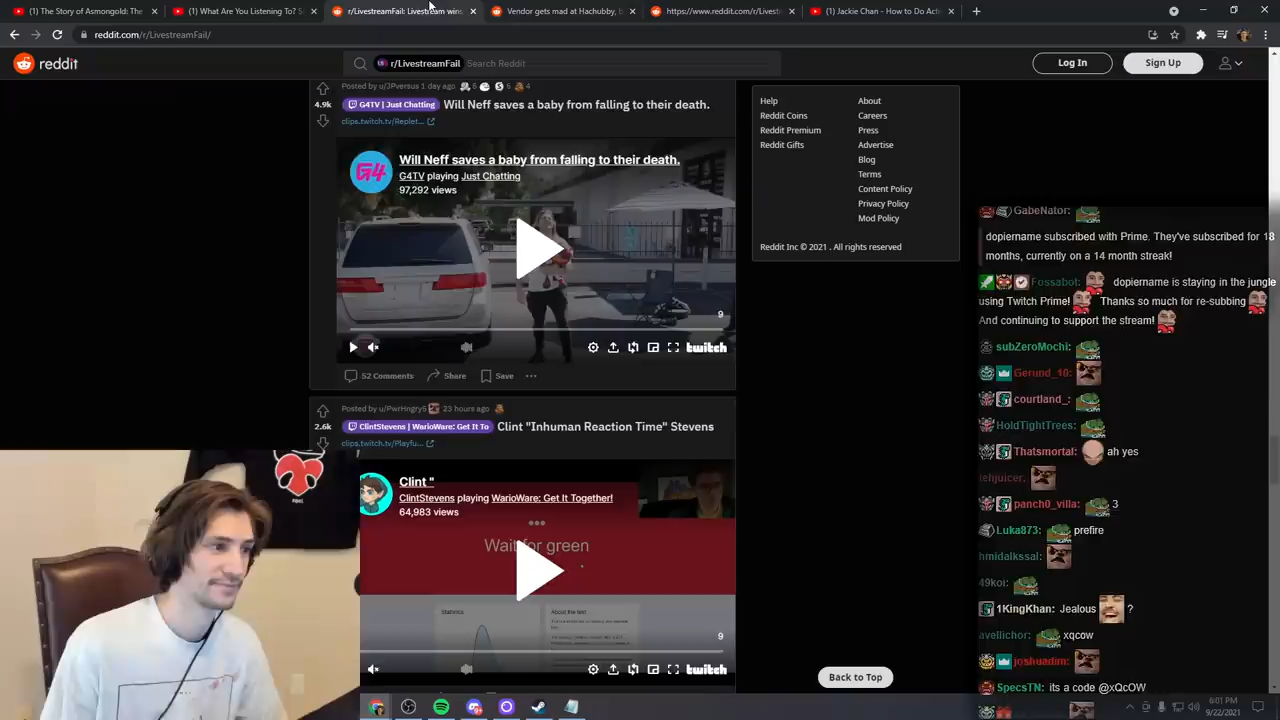 (1) The Story of Asmongold: The
(1) What Are You Listening To? S
r/LivestreamFail: Livestream
Vendor gets mad at Hachubby, b
https://www.reddit.com/r/Livest
(1) Jackie Chan - How to Do Act
reddit.com/r/LivestreamFail/
reddit
r/LivestreamFail
Search Reddit
Log In
Sign Up
Posted by u/JPversus 1 day ago
4.9k
G4TV | Just Chatting
Will Neff saves a baby from falling to their death.
clips.twitch.tv/Replet...
G4
Will Neff saves a baby from falling to their death.
G4TV playing Just Chatting
97,292 views
9
twitch
52 Comments
Share
Save
Posted by u/PwrHngry5 23 hours ago
2.6k
ClintStevens | WarioWare: Get It To
Clint "Inhuman Reaction Time" Stevens
clips.twitch.tv/Playfu...
Clint "
ClintStevens playing WarioWare: Get It Together!
64,983 views
Wait for green
Statistics
About the test
9
twitch
Help
About
Reddit Coins
Careers
Reddit Premium
Press
Reddit Gifts
Advertise
Blog
Terms
Content Policy
Privacy Policy
Mod Policy
Reddit Inc © 2021 . All rights reserved
Back to Top
GabeNator:
dopiername subscribed with Prime. They've subscribed for 18
months, currently on a 14 month streak!
Fossabot: dopiername is staying in the jungle
using Twitch Prime! Thanks so much for re-subbing
And continuing to support the stream!
subZeroMochi:
Gerund_10:
courtland_:
HoldTightTrees:
Thatsmortal: ah yes
tehjuicer:
panch0_villa: 3
Luka873: prefire
hmidalkssal:
49koi:
1KingKhan: Jealous ?
avellichor: xqcow
joshuadim:
SpecsTN: its a code @xQcOW
6:01 PM
9/22/2021